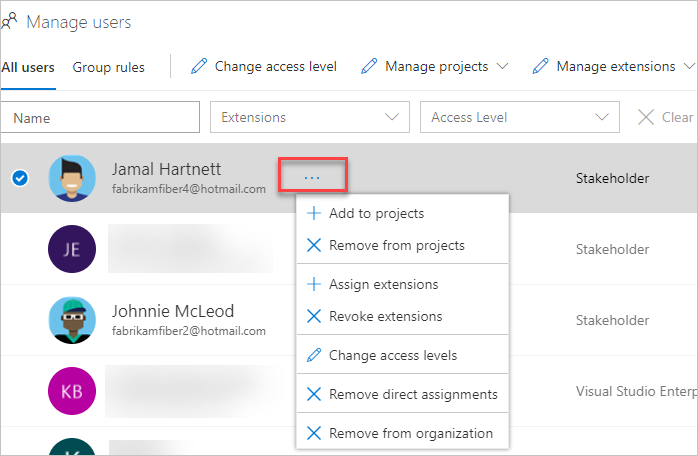 Manage users
All users Group rules Change access level Manage projects Manage extensions
Name Extensions Access Level Clear
Jamal Hartnett
fabrikamfiber4@hotmail.com
...
Stakeholder
Add to projects
Remove from projects
JE
Stakeholder
Assign extensions
Revoke extensions
Johnnie McLeod
fabrikamfiber2@hotmail.com
Stakeholder
Change access levels
KB
Remove direct assignments
Visual Studio Enterp
Remove from organization